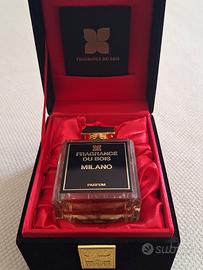 FRAGRANCE DU BOIS
FRAGRANCE
DU BOIS
MILANO
PARFUM
subito